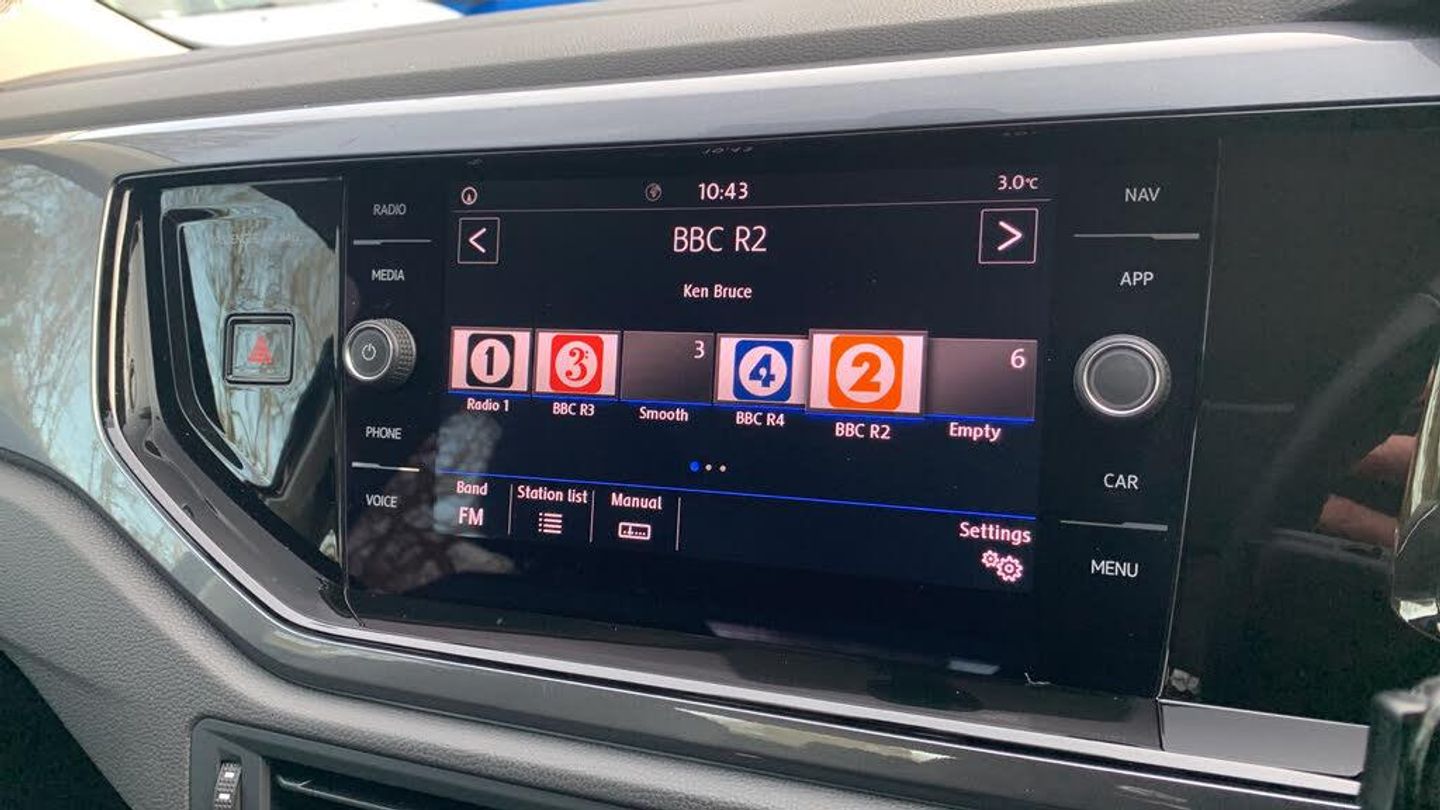 RADIO
MEDIA
PHONE
VOICE
10:43
3.0°C
<
BBC R2
>
Ken Bruce
1
3
3
4
2
6
Radio 1
BBC R3
Smooth
BBC R4
BBC R2
Empty
Band
FM
Station list
Manual
Settings
NAV
APP
CAR
MENU